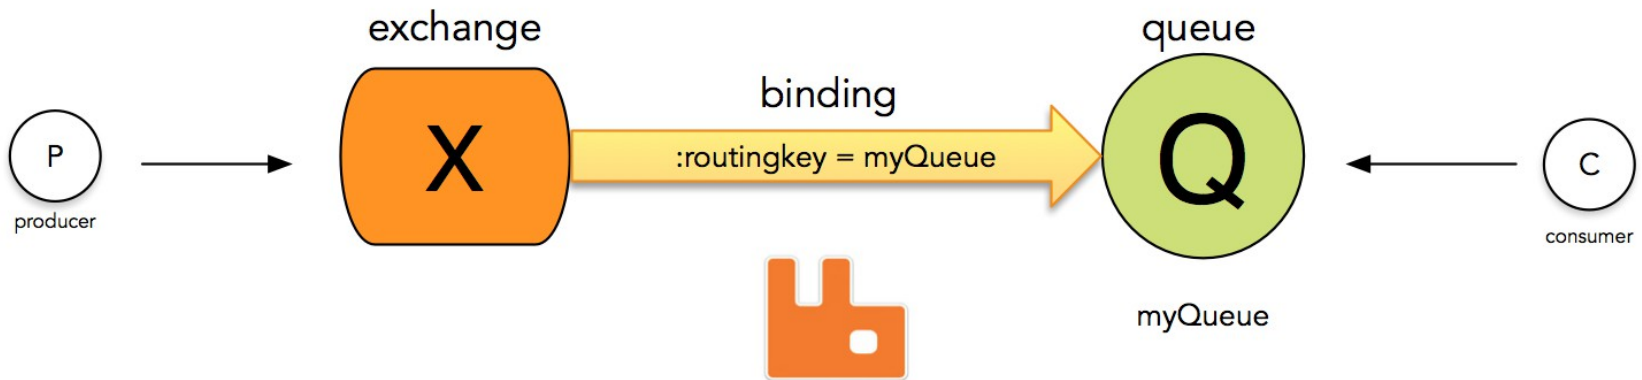 exchange
queue
binding
P
X
:routingkey = myQueue
Q
C
producer
consumer
myQueue